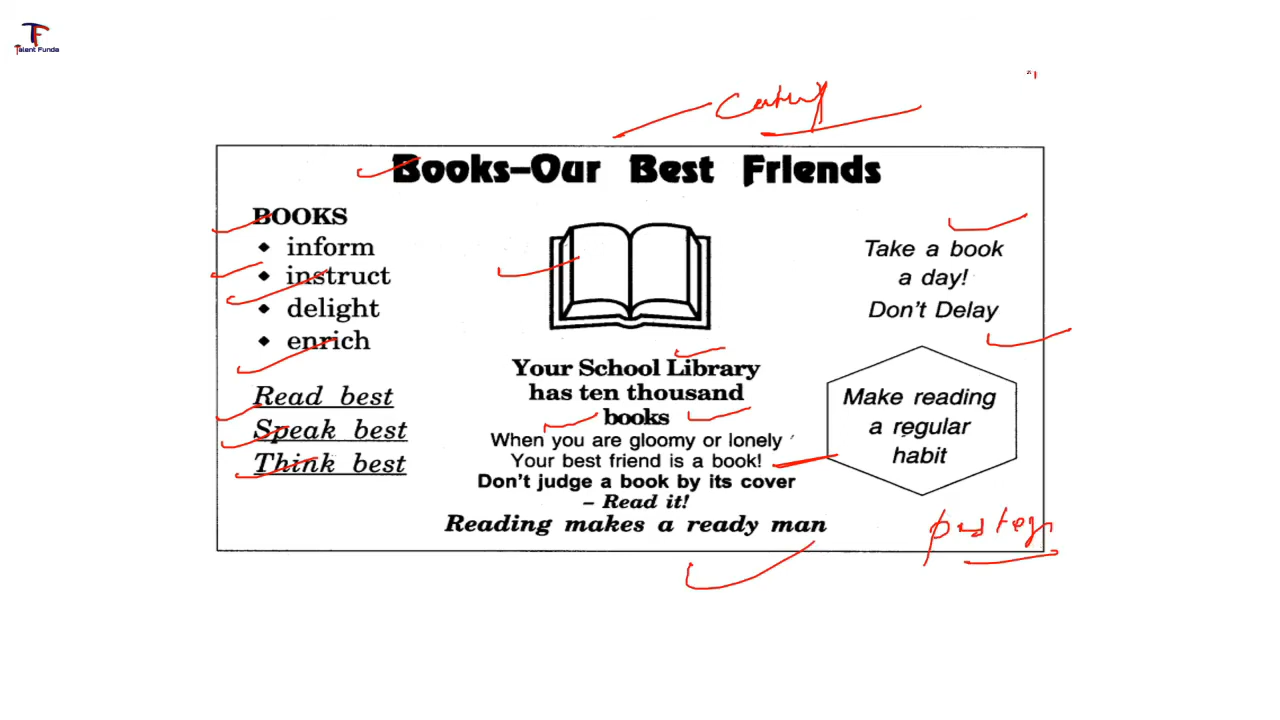 TF
Talent Funda
Books–Our Best Friends
BOOKS
◆ inform
◆ instruct
◆ delight
◆ enrich
Read best
Speak best
Think best
Your School Library
has ten thousand
books
When you are gloomy or lonely
Your best friend is a book!
Don't judge a book by its cover
– Read it!
Reading makes a ready man
Take a book
a day!
Don't Delay
Make reading
a regular
habit